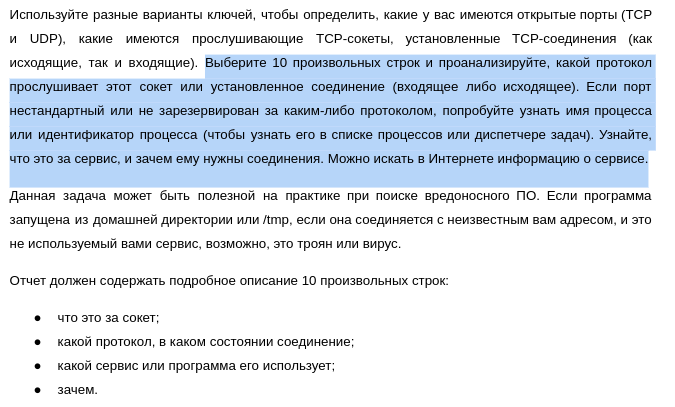 Используйте разные варианты ключей, чтобы определить, какие у вас имеются открытые порты (TCP
и UDP), какие имеются прослушивающие TCP-сокеты, установленные TCP-соединения (как
исходящие, так и входящие). Выберите 10 произвольных строк и проанализируйте, какой протокол
прослушивает этот сокет или установленное соединение (входящее либо исходящее). Если порт
нестандартный или не зарезервирован за каким-либо протоколом, попробуйте узнать имя процесса
или идентификатор процесса (чтобы узнать его в списке процессов или диспетчере задач). Узнайте,
что это за сервис, и зачем ему нужны соединения. Можно искать в Интернете информацию о сервисе.
Данная задача может быть полезной на практике при поиске вредоносного ПО. Если программа
запущена из домашней директории или /tmp, если она соединяется с неизвестным вам адресом, и это
не используемый вами сервис, возможно, это троян или вирус.
Отчет должен содержать подробное описание 10 произвольных строк:
● что это за сокет;
● какой протокол, в каком состоянии соединение;
● какой сервис или программа его использует;
● зачем.